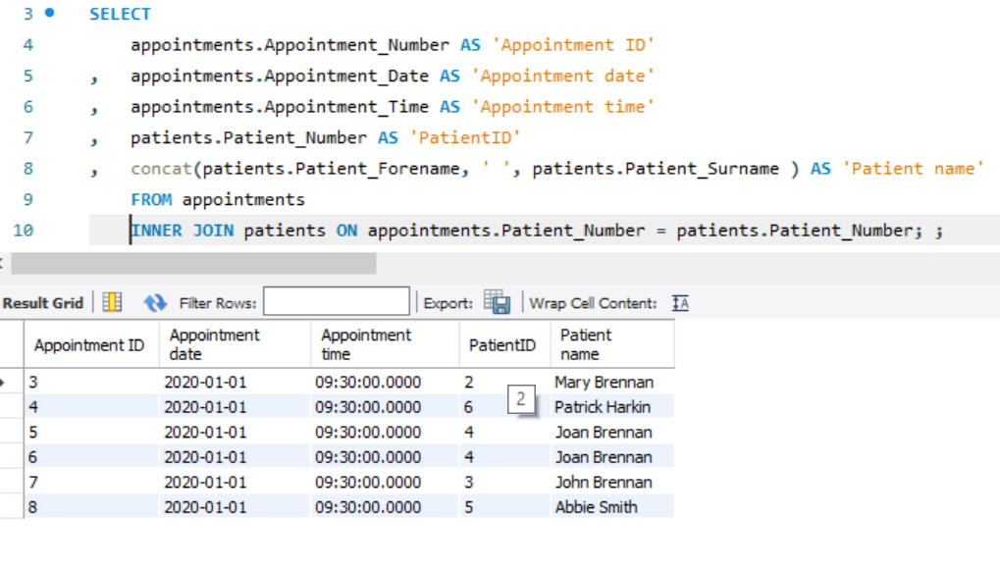 3 SELECT
4 appointments.Appointment_Number AS 'Appointment ID'
5 , appointments.Appointment_Date AS 'Appointment date'
6 , appointments.Appointment_Time AS 'Appointment time'
7 , patients.Patient_Number AS 'PatientID'
8 , concat(patients.Patient_Forename, ' ', patients.Patient_Surname ) AS 'Patient name'
9 FROM appointments
10 INNER JOIN patients ON appointments.Patient_Number = patients.Patient_Number; ;
Result Grid Filter Rows: Export: Wrap Cell Content: IA
Appointment ID Appointment date Appointment time PatientID Patient name
3 2020-01-01 09:30:00.0000 2 Mary Brennan
4 2020-01-01 09:30:00.0000 6 2 Patrick Harkin
5 2020-01-01 09:30:00.0000 4 Joan Brennan
6 2020-01-01 09:30:00.0000 4 Joan Brennan
7 2020-01-01 09:30:00.0000 3 John Brennan
8 2020-01-01 09:30:00.0000 5 Abbie Smith